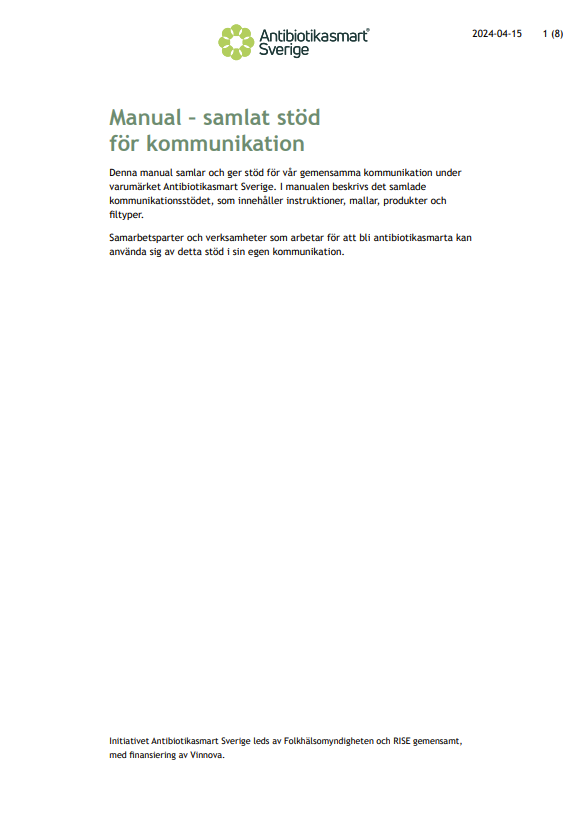 Antibiotikasmart®
Sverige
2024-04-15 1 (8)
Manual – samlat stöd
för kommunikation
Denna manual samlar och ger stöd för vår gemensamma kommunikation under
varumärket Antibiotikasmart Sverige. I manualen beskrivs det samlade
kommunikationsstödet, som innehåller instruktioner, mallar, produkter och
filtyper.
Samarbetsparter och verksamheter som arbetar för att bli antibiotikasmarta kan
använda sig av detta stöd i sin egen kommunikation.
Initiativet Antibiotikasmart Sverige leds av Folkhälsomyndigheten och RISE gemensamt,
med finansiering av Vinnova.